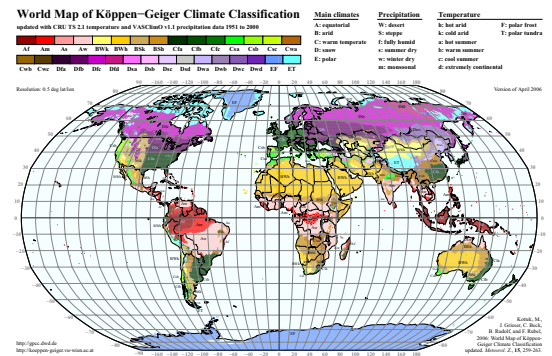 World Map of Köppen−Geiger Climate Classification
updated with CRU TS 2.1 temperature and VASClimO v1.1 precipitation data 1951 to 2000
Af Am As Aw BWk BWh BSk BSh Cfa Cfb Cfc Csa Csb Csc Cwa
Cwb Cwc Dfa Dfb Dfc Dfd Dsa Dsb Dsc Dsd Dwa Dwb Dwc Dwd EF ET
Main climates
A: equatorial
B: arid
C: warm temperate
D: snow
E: polar
Precipitation
W: desert
S: steppe
f: fully humid
s: summer dry
w: winter dry
m: monsoonal
Temperature
h: hot arid
k: cold arid
a: hot summer
b: warm summer
c: cool summer
d: extremely continental
F: polar frost
T: polar tundra
Resolution: 0.5 deg lat/lon
Version of April 2006
http://gpcc.dwd.de
http://koeppen-geiger.vu-wien.ac.at
Kottek, M.,
J. Grieser, C. Beck,
B. Rudolf, and F. Rubel,
2006: World Map of Köppen−
Geiger Climate Classification
updated. Meteorol. Z., 15, 259-263.